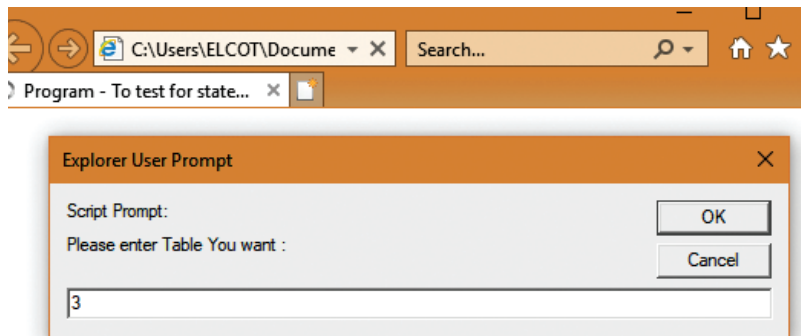 C:\Users\ELCOT\Docume
Search...
Program - To test for state...
Explorer User Prompt
Script Prompt:
OK
Please enter Table You want :
Cancel
3